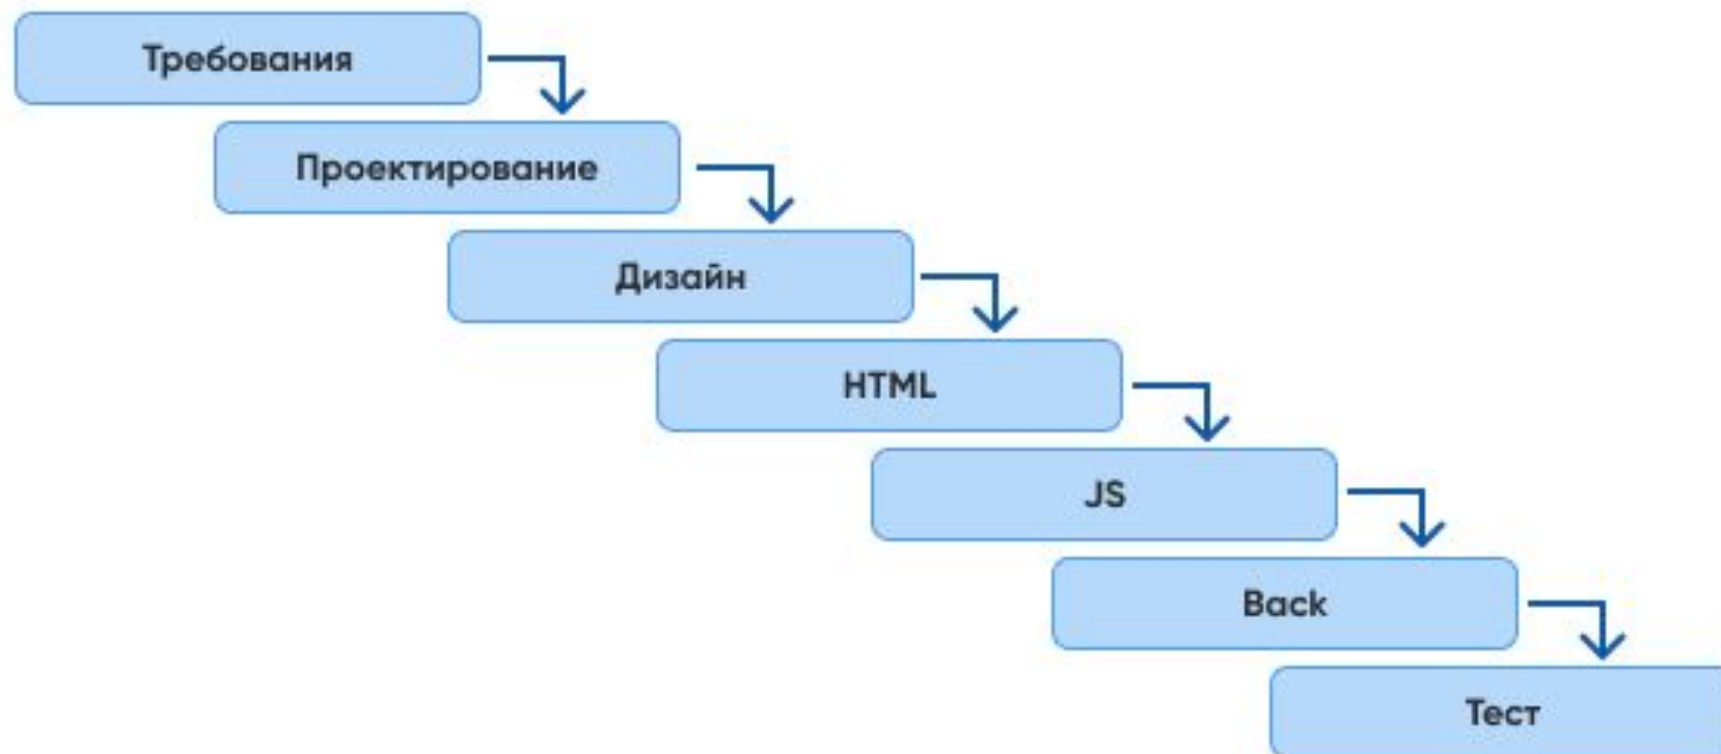 Требования
Проектирование
Дизайн
HTML
JS
Back
Тест